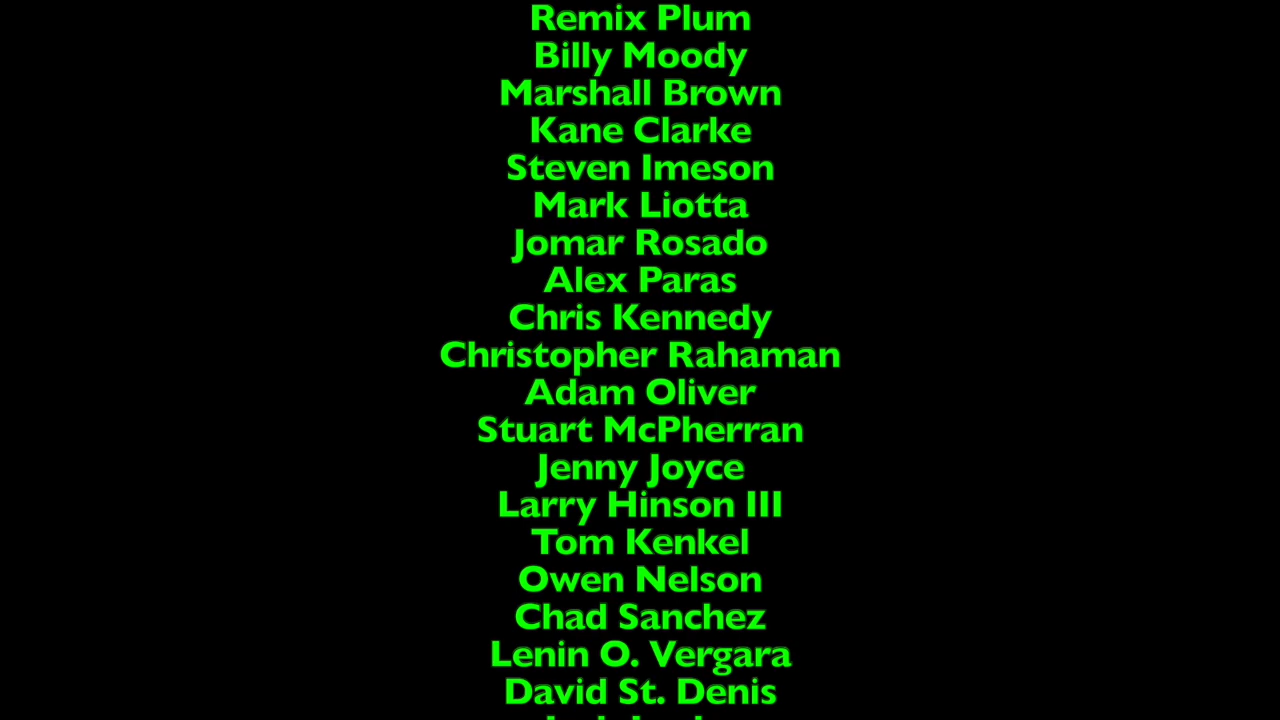 Remix Plum
Billy Moody
Marshall Brown
Kane Clarke
Steven Imeson
Mark Liotta
Jomar Rosado
Alex Paras
Chris Kennedy
Christopher Rahaman
Adam Oliver
Stuart McPherran
Jenny Joyce
Larry Hinson III
Tom Kenkel
Owen Nelson
Chad Sanchez
Lenin O. Vergara
David St. Denis